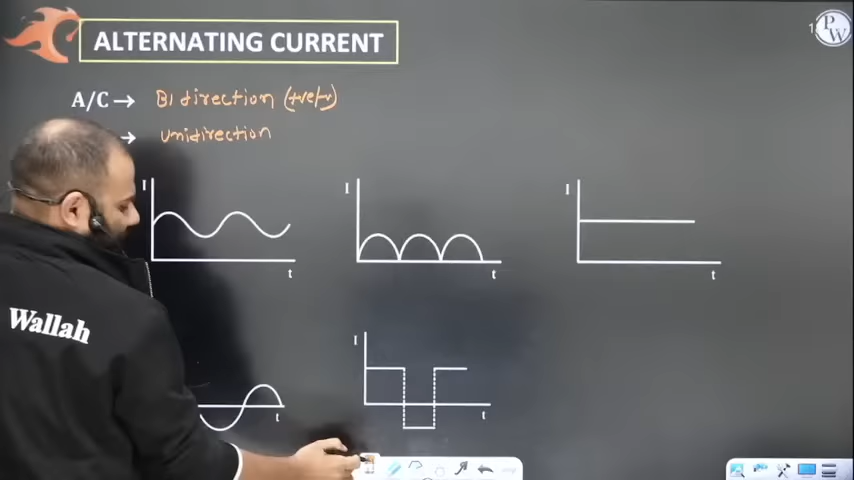 ALTERNATING CURRENT
P
W
A/C → Bi direction (+ve/-ve)
→ Unidirection
I
t
I
t
I
t
Wallah
I
t
t